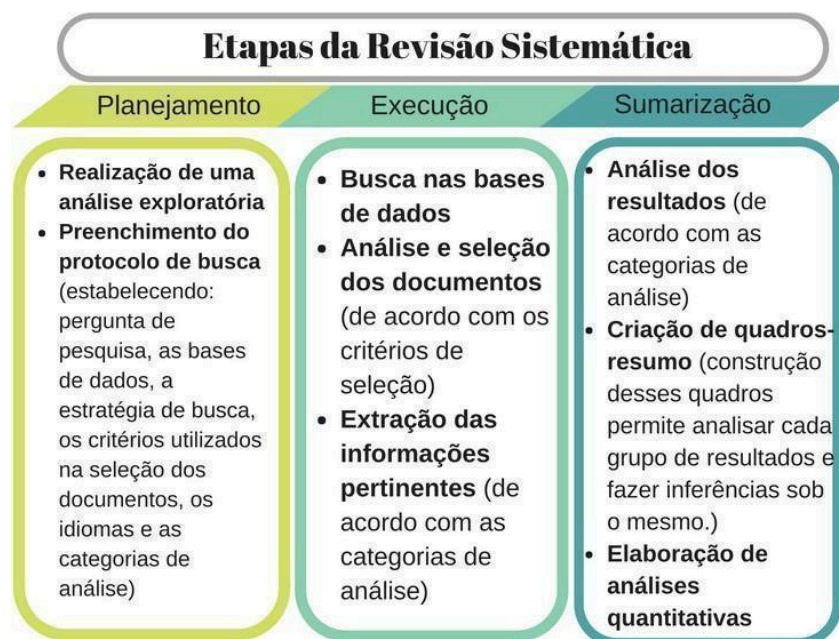 Etapas da Revisão Sistemática
Planejamento
Execução
Sumarização
• Realização de uma
análise exploratória
• Preenchimento do
protocolo de busca
(estabelecendo:
pergunta de
pesquisa, as bases
de dados, a
estratégia de busca,
os critérios utilizados
na seleção dos
documentos, os
idiomas e as
categorias de
análise)
• Busca nas bases
de dados
• Análise e seleção
dos documentos
(de acordo com os
critérios de
seleção)
• Extração das
informações
pertinentes (de
acordo com as
categorias de
análise)
• Análise dos
resultados (de
acordo com as
categorias de
análise)
• Criação de quadros-
resumo (construção
desses quadros
permite analisar cada
grupo de resultados e
fazer inferências sob
o mesmo.)
• Elaboração de
análises
quantitativas